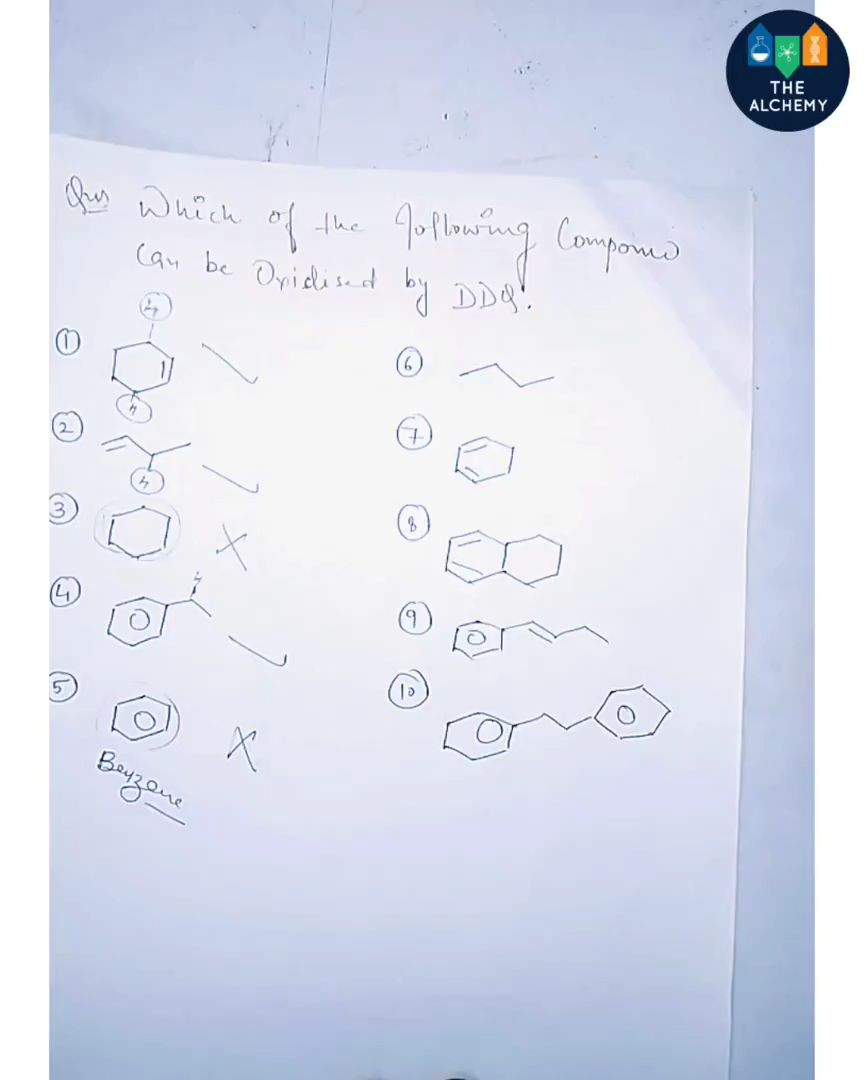 THE
ALCHEMY
Qus Which of the following Compound
Can be Oxidised by DDQ?
①
H
H
②
H
③
④
H
⑤
Benzene
⑥
⑦
⑧
⑨
⑩